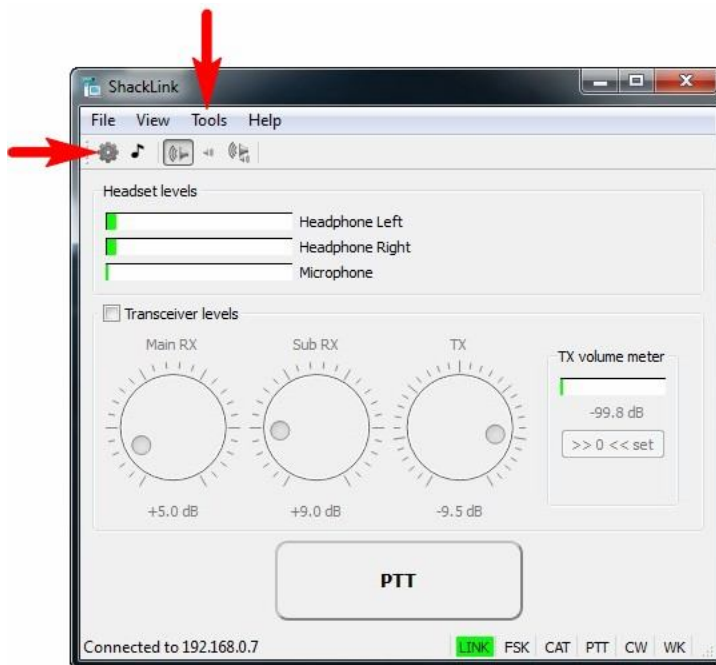 ShackLink
File View Tools Help
Headset levels
Headphone Left
Headphone Right
Microphone
Transceiver levels
Main RX Sub RX TX
TX volume meter
-99.8 dB
>> 0 << set
+5.0 dB +9.0 dB -9.5 dB
PTT
Connected to 192.168.0.7 LINK FSK CAT PTT CW WK